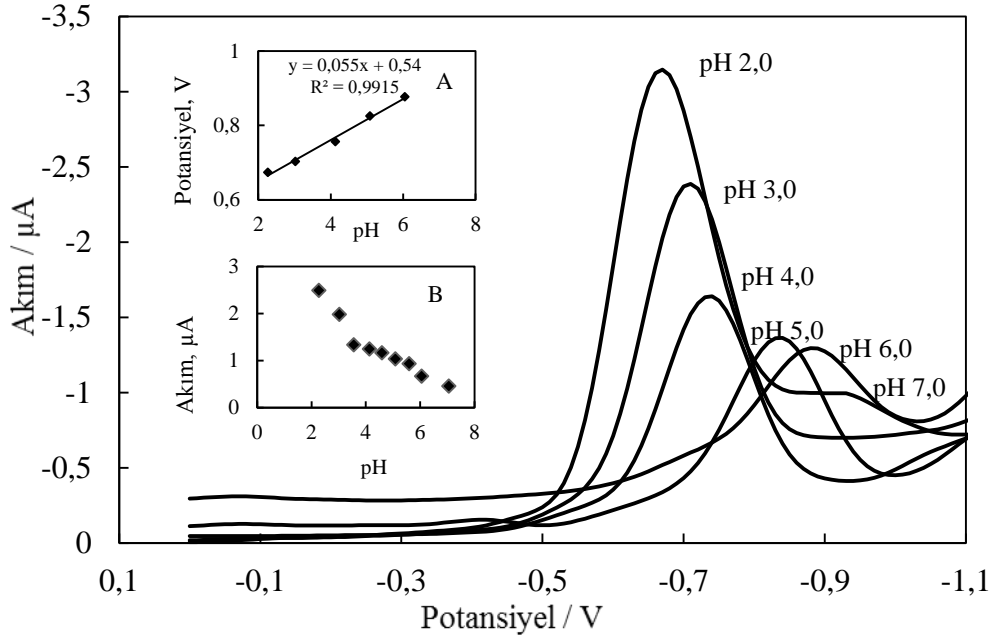 -3,5
-3
-2,5
-2
-1,5
-1
-0,5
0
Akım / µA
0,1 -0,1 -0,3 -0,5 -0,7 -0,9 -1,1
Potansiyel / V
pH 2,0
pH 3,0
pH 4,0
pH 5,0
pH 6,0
pH 7,0
y = 0,055x + 0,54
R² = 0,9915
A
1
0,8
0,6
Potansiyel, V
2 4 6 8
pH
B
3
2
1
0
Akım, µA
0 2 4 6 8
pH